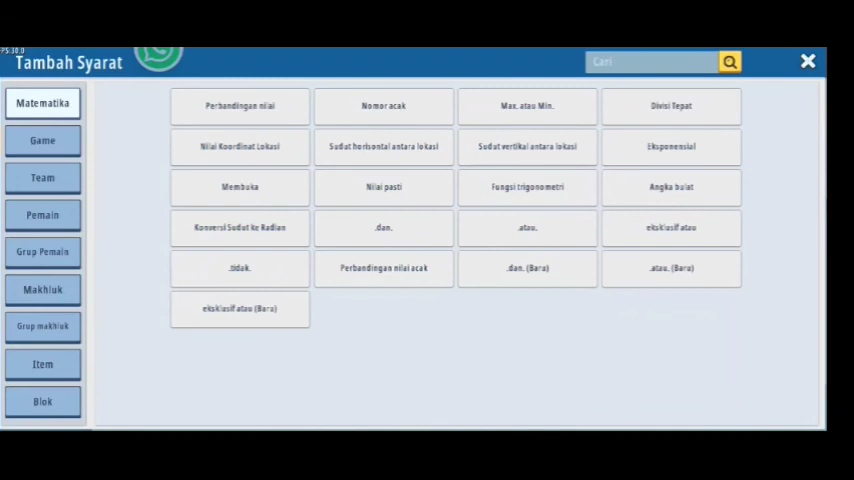 PS:30.0
Tambah Syarat
Cari
Matematika
Game
Team
Pemain
Grup Pemain
Makhluk
Grup makhluk
Item
Blok
Perbandingan nilai
Nomor acak
Max. atau Min.
Divisi Tepat
Nilai Koordinat Lokasi
Sudut horisontal antara lokasi
Sudut vertikal antara lokasi
Eksponensial
Membuka
Nilai pasti
Fungsi trigonometri
Angka bulat
Konversi Sudut ke Radian
.dan.
.atau.
eksklusif atau
.tidak.
Perbandingan nilai acak
.dan. (Baru)
.atau. (Baru)
eksklusif atau (Baru)